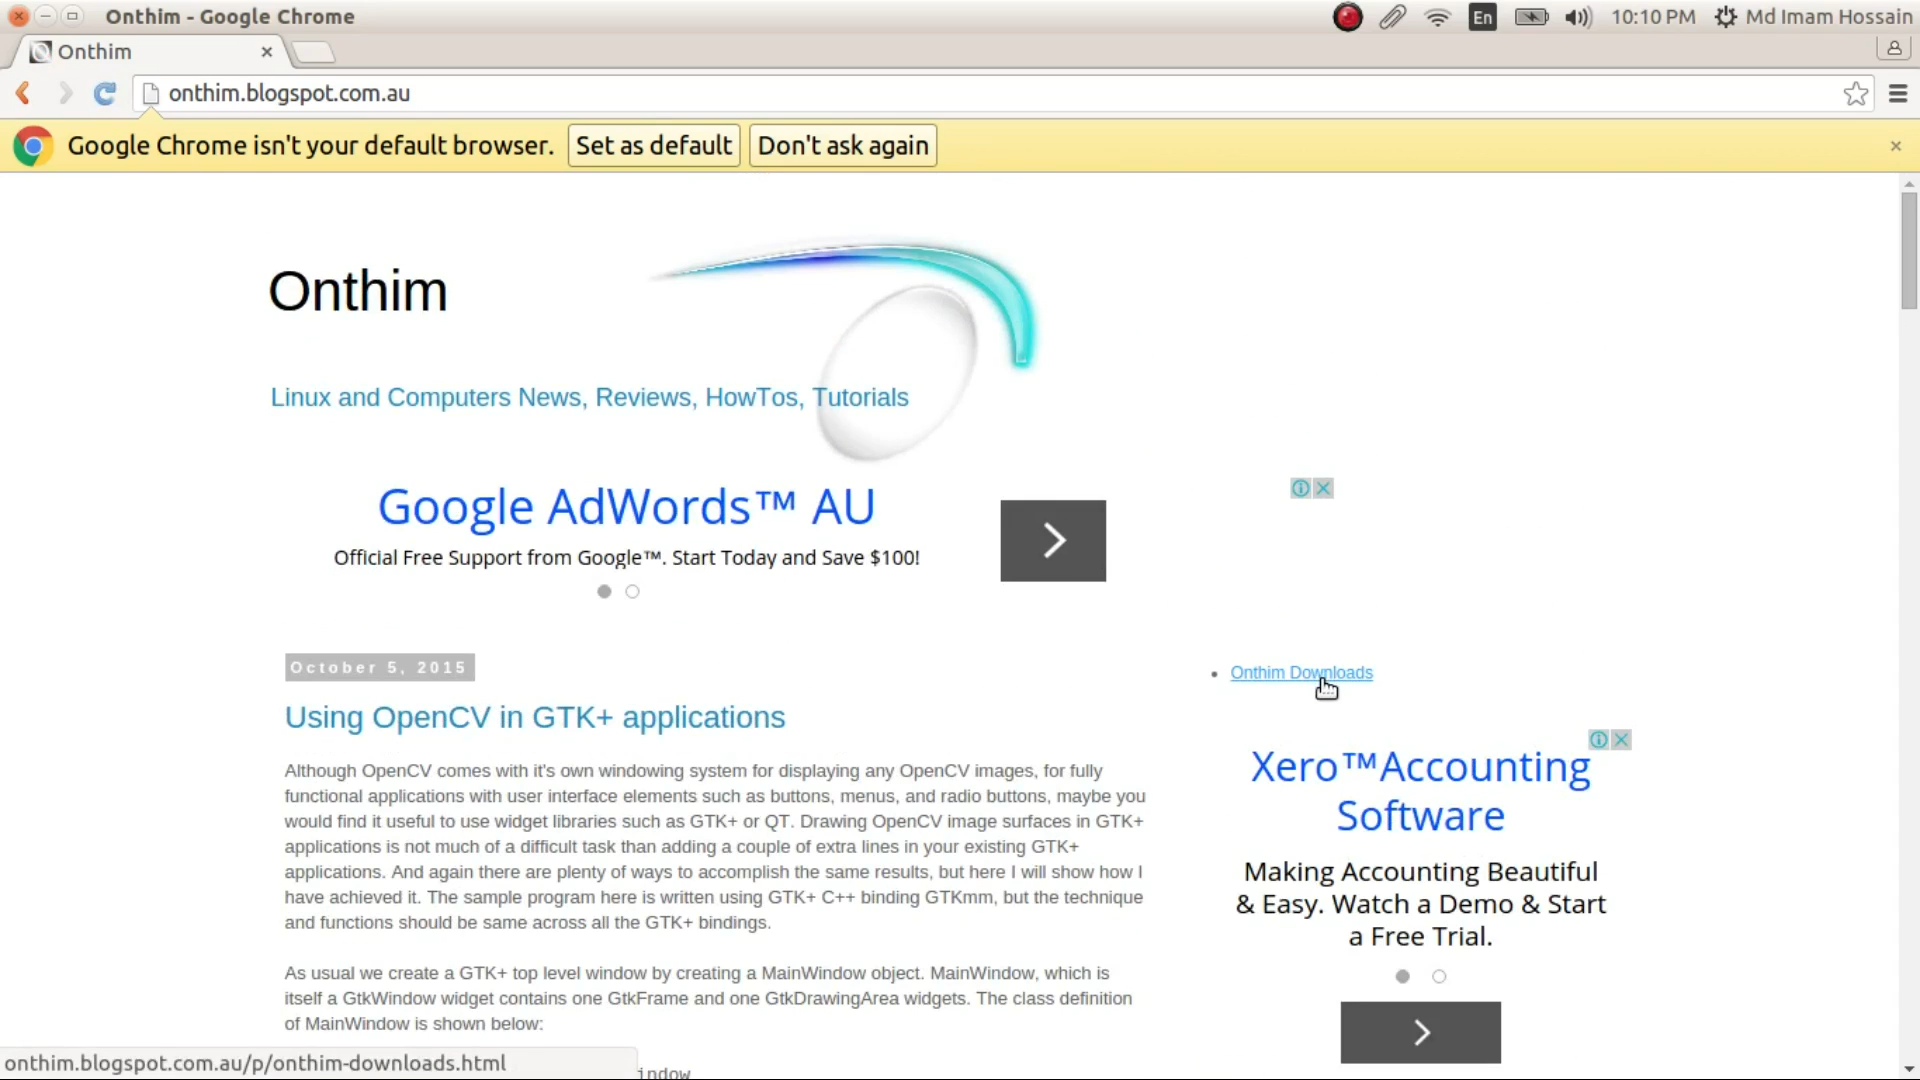 Onthim - Google Chrome
En
10:10 PM
Md Imam Hossain
Onthim
onthim.blogspot.com.au
Google Chrome isn't your default browser.
Set as default
Don't ask again
Onthim
Linux and Computers News, Reviews, HowTos, Tutorials
Google AdWords™ AU
Official Free Support from Google™. Start Today and Save $100!
October 5, 2015
Onthim Downloads
Using OpenCV in GTK+ applications
Although OpenCV comes with it's own windowing system for displaying any OpenCV images, for fully
functional applications with user interface elements such as buttons, menus, and radio buttons, maybe you
would find it useful to use widget libraries such as GTK+ or QT. Drawing OpenCV image surfaces in GTK+
applications is not much of a difficult task than adding a couple of extra lines in your existing GTK+
applications. And again there are plenty of ways to accomplish the same results, but here I will show how I
have achieved it. The sample program here is written using GTK+ C++ binding GTKmm, but the technique
and functions should be same across all the GTK+ bindings.
As usual we create a GTK+ top level window by creating a MainWindow object. MainWindow, which is
itself a GtkWindow widget contains one GtkFrame and one GtkDrawingArea widgets. The class definition
of MainWindow is shown below:
Xero™Accounting
Software
Making Accounting Beautiful
& Easy. Watch a Demo & Start
a Free Trial.
onthim.blogspot.com.au/p/onthim-downloads.html